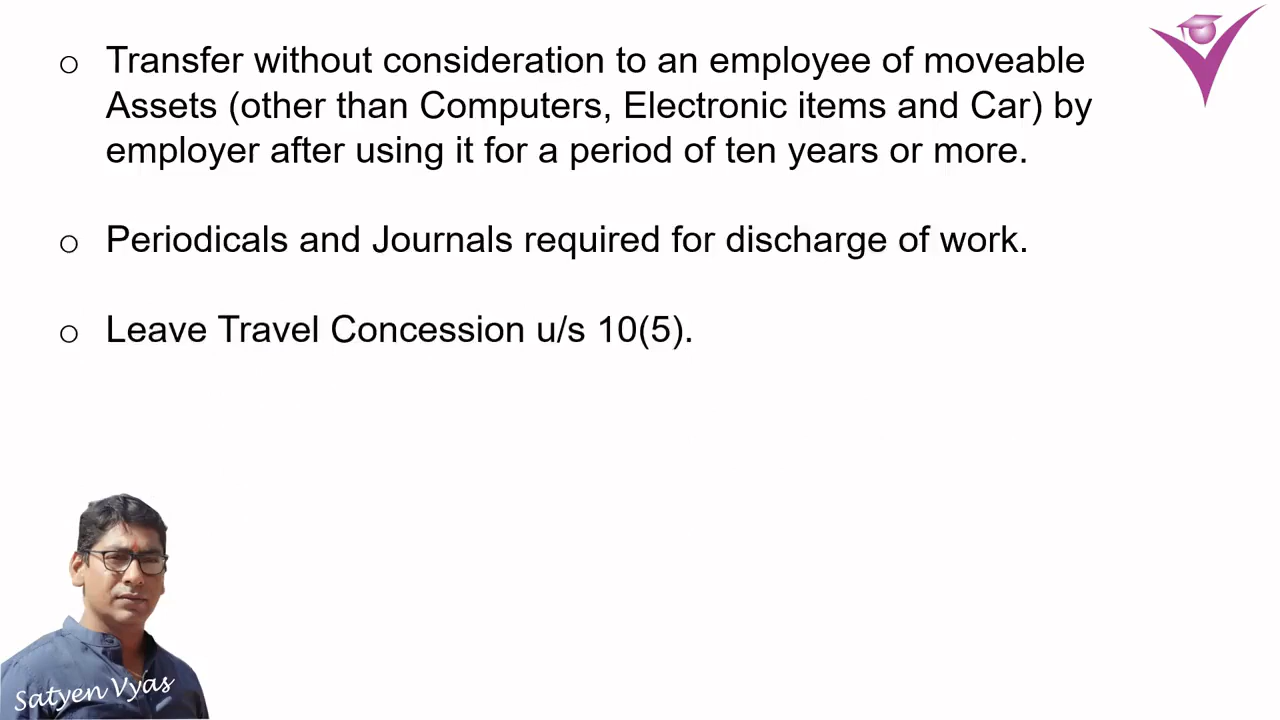 o Transfer without consideration to an employee of moveable
Assets (other than Computers, Electronic items and Car) by
employer after using it for a period of ten years or more.
o Periodicals and Journals required for discharge of work.
o Leave Travel Concession u/s 10(5).
Satyen Vyas